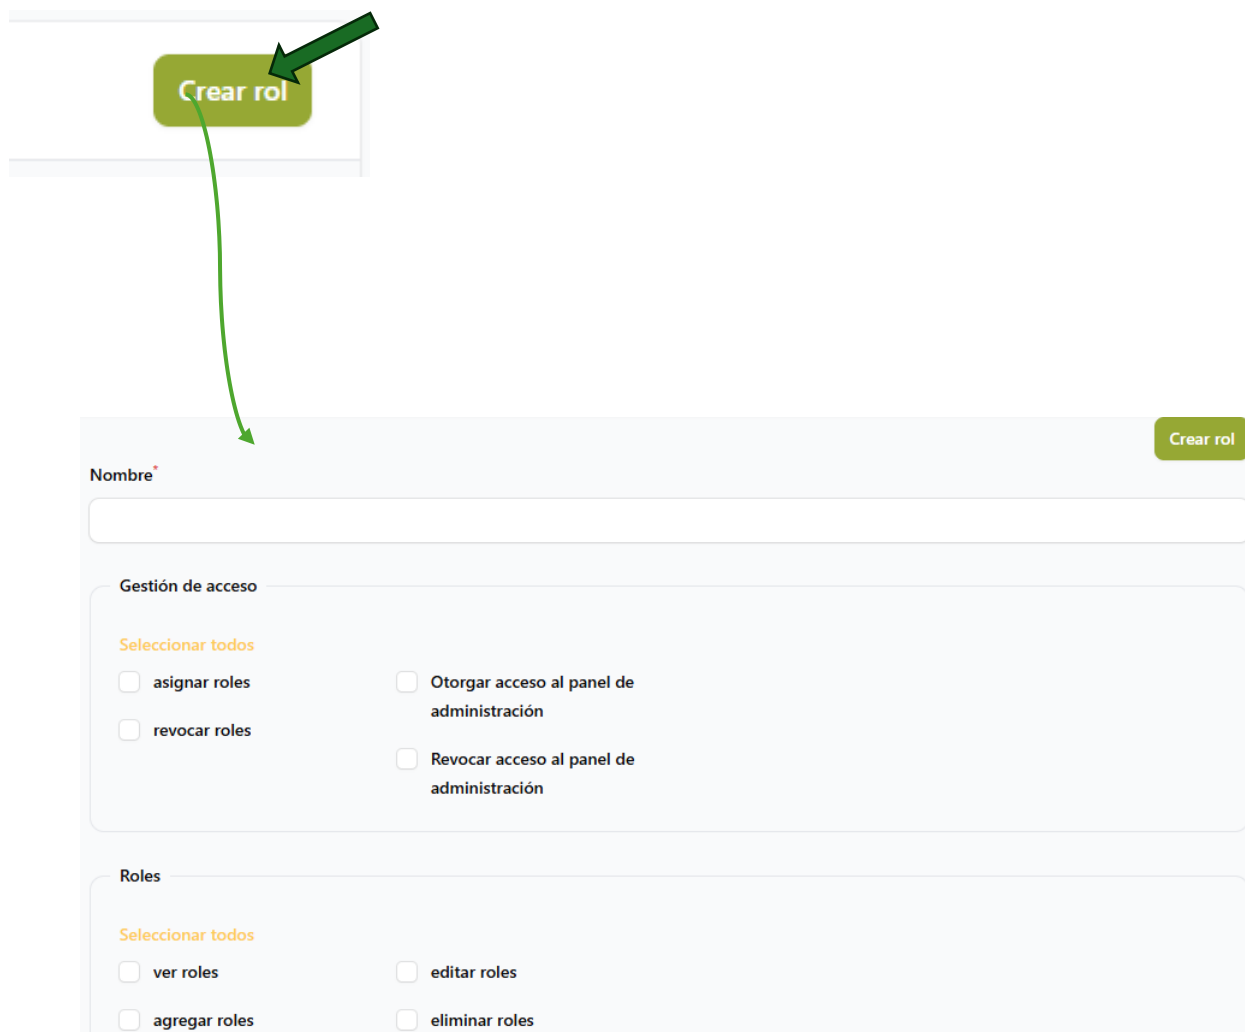 Crear rol
Crear rol
Nombre*
Gestión de acceso
Seleccionar todos
asignar roles
Otorgar acceso al panel de
administración
revocar roles
Revocar acceso al panel de
administración
Roles
Seleccionar todos
ver roles
editar roles
agregar roles
eliminar roles